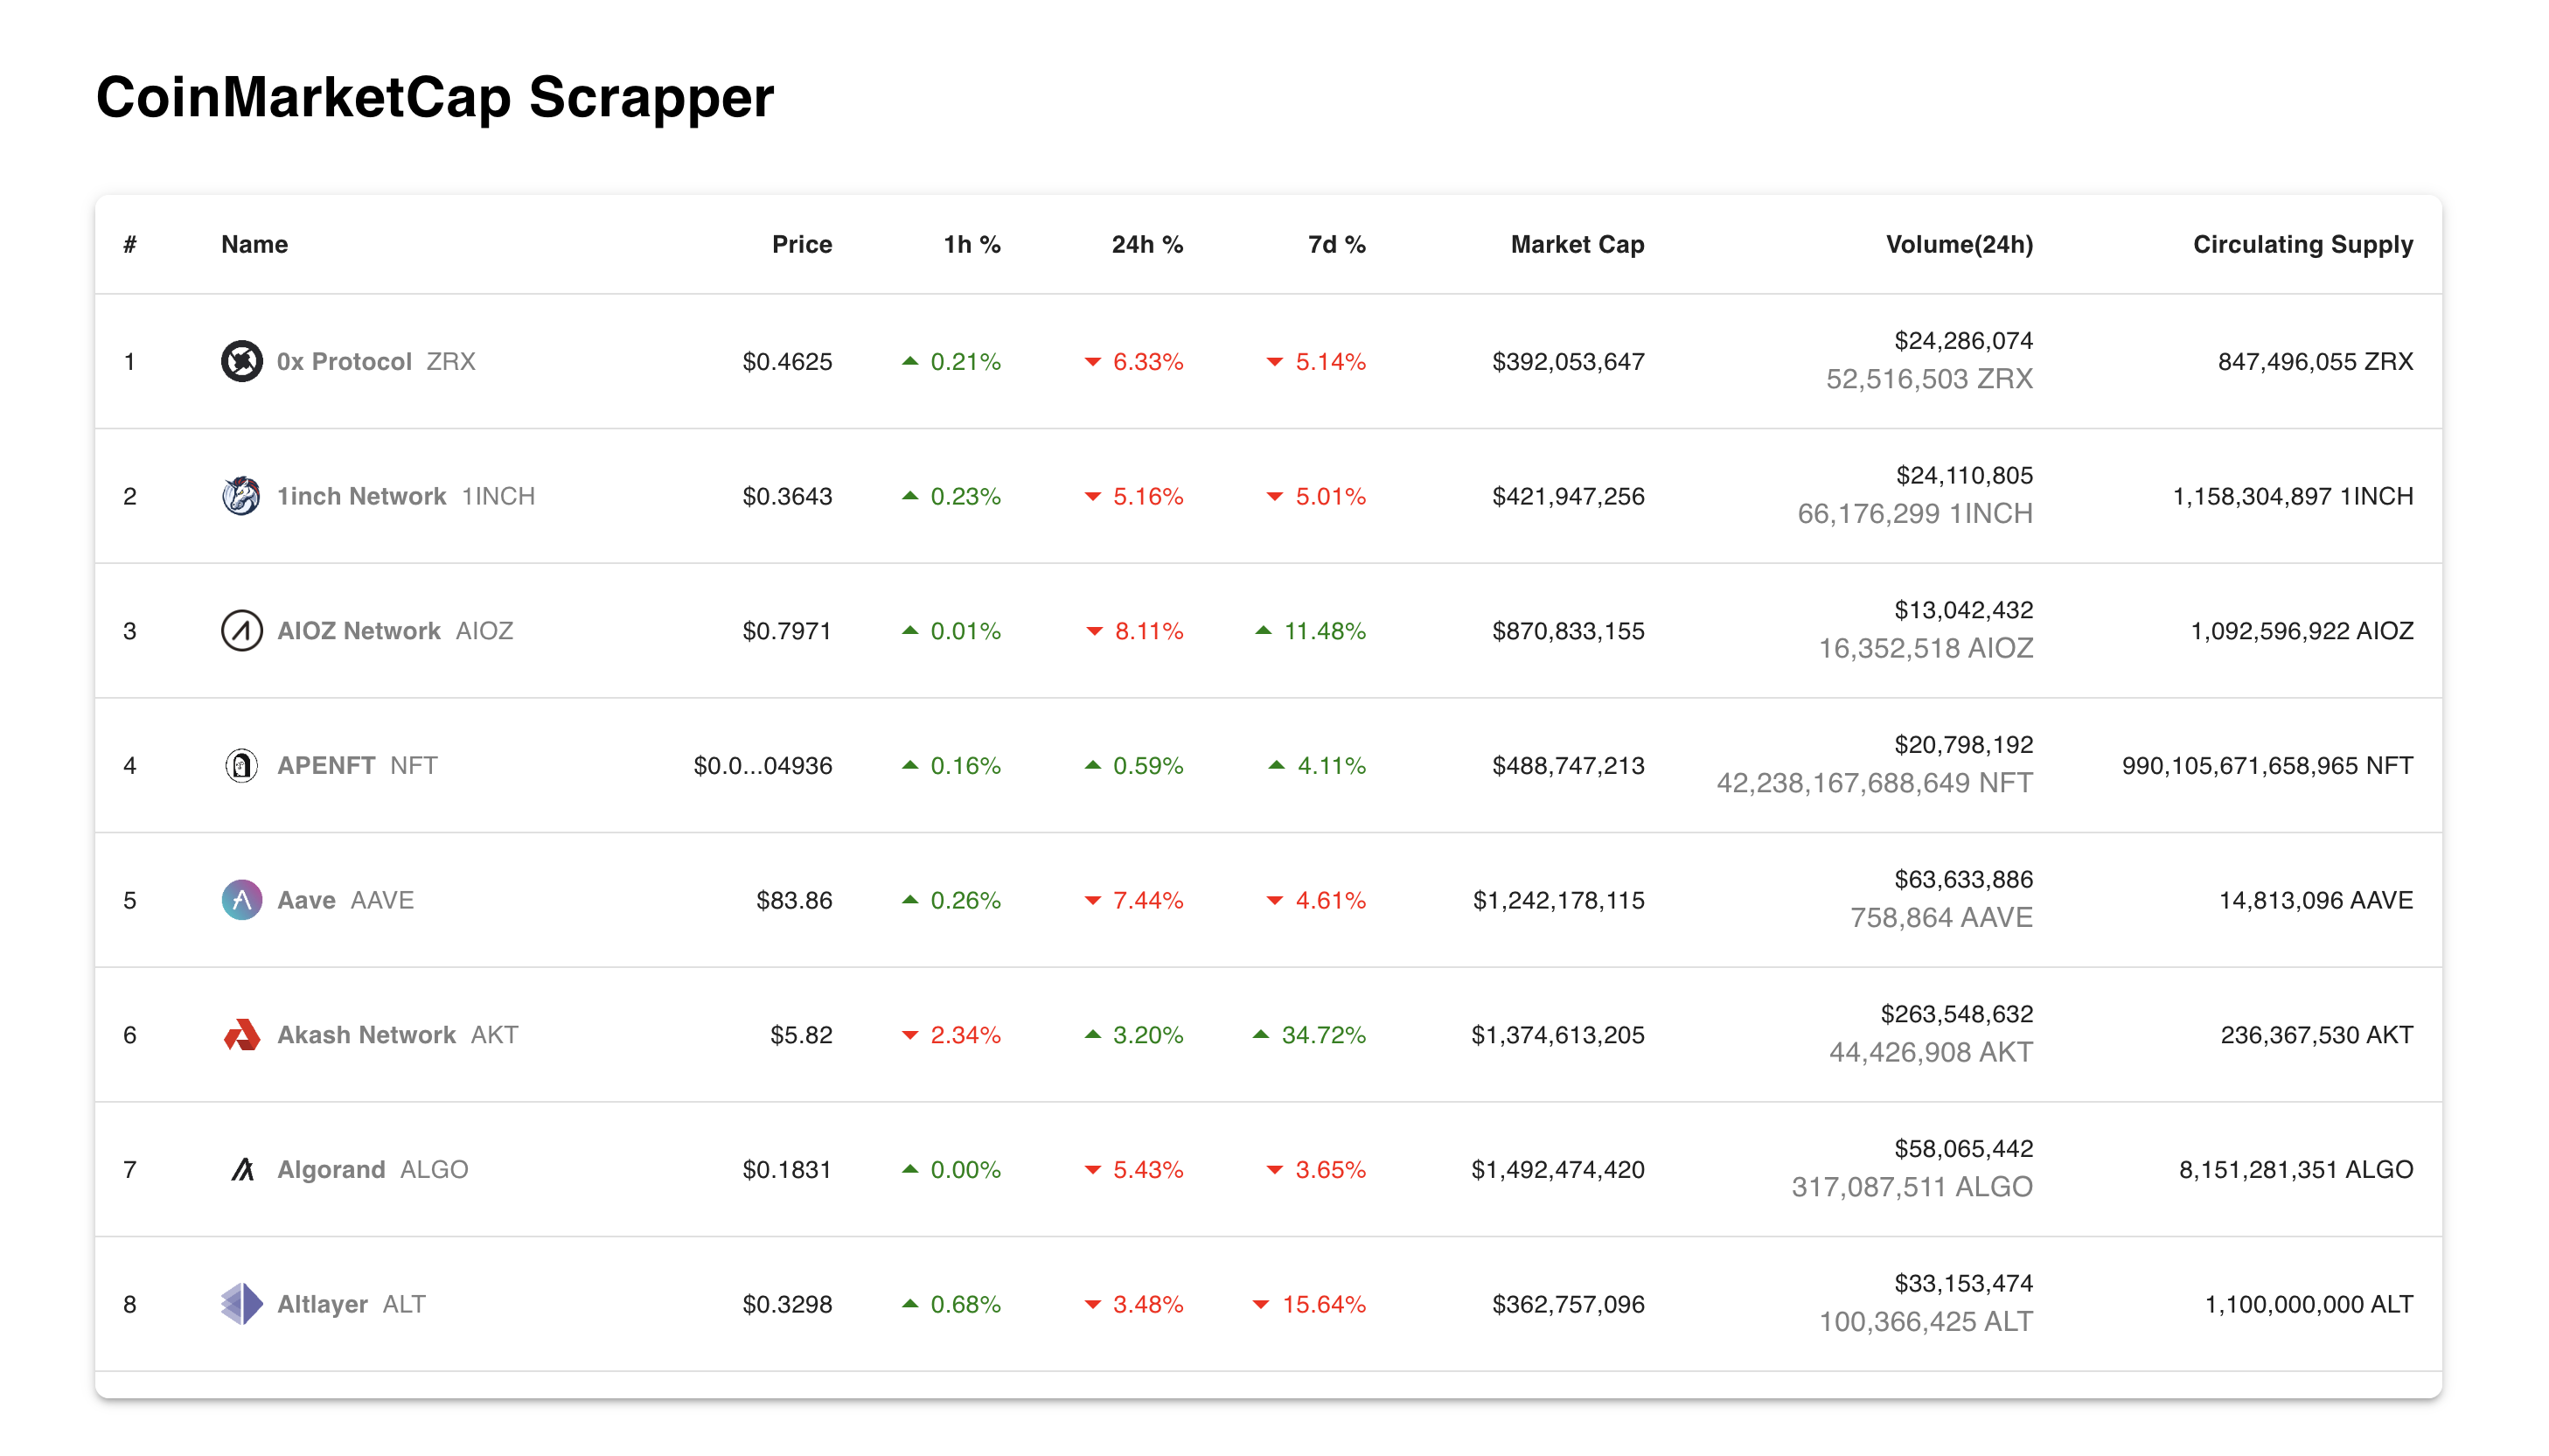 CoinMarketCap Scrapper
# Name Price 1h % 24h % 7d % Market Cap Volume(24h) Circulating Supply
1 0x Protocol ZRX $0.4625 0.21% 6.33% 5.14% $392,053,647 $24,286,074 847,496,055 ZRX
52,516,503 ZRX
2 1inch Network 1INCH $0.3643 0.23% 5.16% 5.01% $421,947,256 $24,110,805 1,158,304,897 1INCH
66,176,299 1INCH
3 AIOZ Network AIOZ $0.7971 0.01% 8.11% 11.48% $870,833,155 $13,042,432 1,092,596,922 AIOZ
16,352,518 AIOZ
4 APENFT NFT $0.0...04936 0.16% 0.59% 4.11% $488,747,213 $20,798,192 990,105,671,658,965 NFT
42,238,167,688,649 NFT
5 Aave AAVE $83.86 0.26% 7.44% 4.61% $1,242,178,115 $63,633,886 14,813,096 AAVE
758,864 AAVE
6 Akash Network AKT $5.82 2.34% 3.20% 34.72% $1,374,613,205 $263,548,632 236,367,530 AKT
44,426,908 AKT
7 Algorand ALGO $0.1831 0.00% 5.43% 3.65% $1,492,474,420 $58,065,442 8,151,281,351 ALGO
317,087,511 ALGO
8 Altlayer ALT $0.3298 0.68% 3.48% 15.64% $362,757,096 $33,153,474 1,100,000,000 ALT
100,366,425 ALT